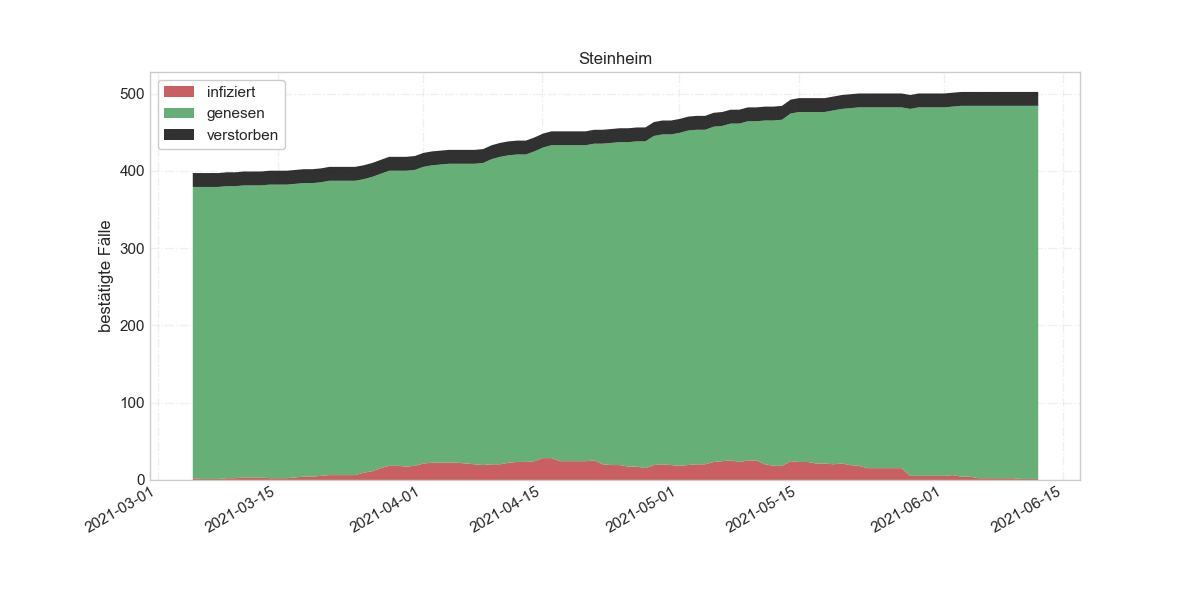 Steinheim
infiziert
genesen
verstorben
bestätigte Fälle
500
400
300
200
100
0
2021-03-01
2021-03-15
2021-04-01
2021-04-15
2021-05-01
2021-05-15
2021-06-01
2021-06-15